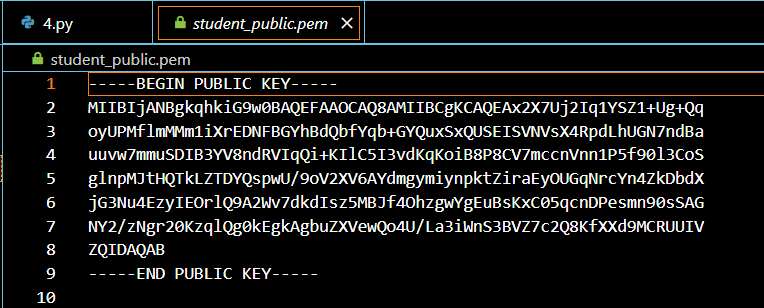 4.py
student_public.pem
student_public.pem
1 -----BEGIN PUBLIC KEY-----
2 MIIBIjANBgkqhkiG9w0BAQEFAAOCAQ8AMIIBCgKCAQEAx2X7Uj2Iq1YSZ1+Ug+Qq
3 oyUPMflmMMm1iXrEDNFBGYhBdQbfYqb+GYQuxSxQUSEISVNVsX4RpdLhUGN7ndBa
4 uuvw7mmuSDIB3YV8ndRVIqQi+KIlC5I3vdKqKoiB8P8CV7mccnVnn1P5f90l3CoS
5 glnpMJtHQTkLZTDYQspwU/9oV2XV6AYdmgymiynpktZiraEyOUGqNrcYn4ZkDbdX
6 jG3Nu4EzyIEOrlQ9A2Wv7dkdIsz5MBJf4OhzgwYgEuBsKxC05qcnDPesmn90sSAG
7 NY2/zNgr20KzqlQg0kEgkAgbuZXVewQo4U/La3iWnS3BVZ7c2Q8KfXXd9MCRUUIV
8 ZQIDAQAB
9 -----END PUBLIC KEY-----
10